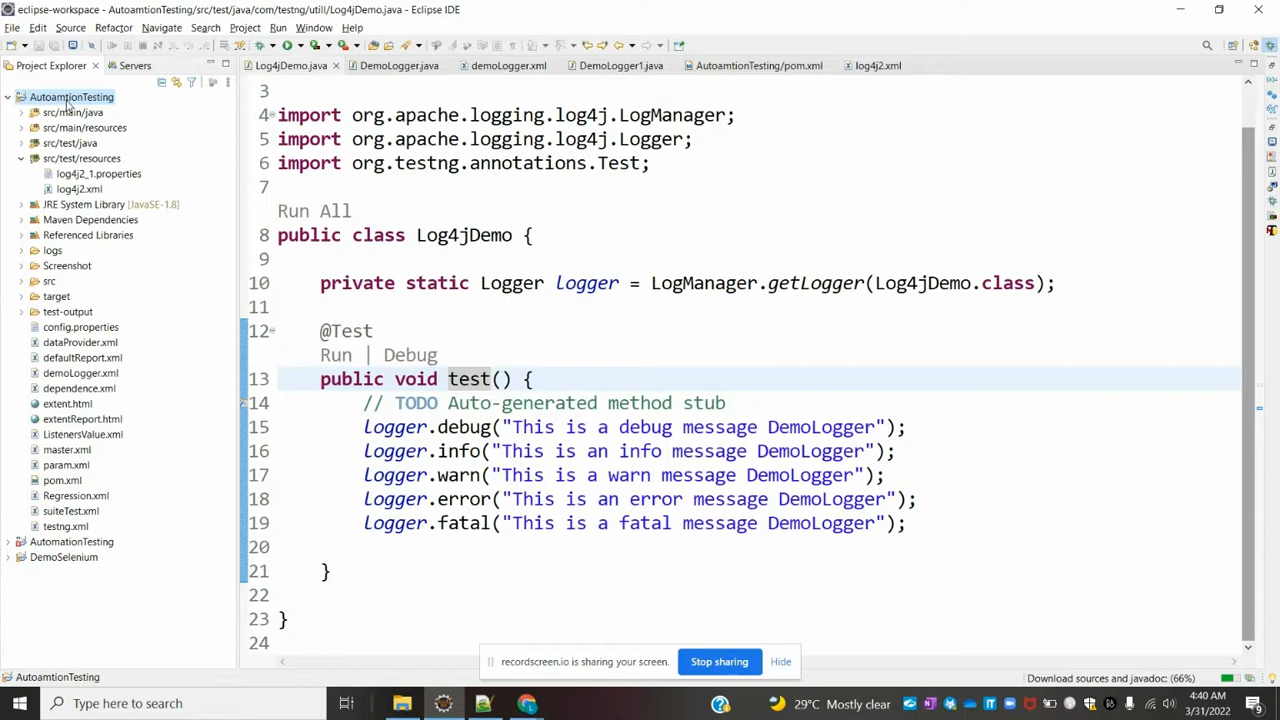 eclipse-workspace - AutoamtionTesting/src/test/java/com/testng/utill/Log4jDemo.java - Eclipse IDE
File Edit Source Refactor Navigate Search Project Run Window Help
Project Explorer Servers
Log4jDemo.java DemoLogger.java demoLogger.xml DemoLogger1.java AutoamtionTesting/pom.xml log4j2.xml
AutoamtionTesting
src/main/java
src/main/resources
src/test/java
src/test/resources
log4j2_1.properties
log4j2.xml
JRE System Library [JavaSE-1.8]
Maven Dependencies
Referenced Libraries
logs
Screenshot
src
target
test-output
config.properties
dataProvider.xml
defaultReport.xml
demoLogger.xml
dependence.xml
extent.html
extentReport.html
ListenersValue.xml
master.xml
param.xml
pom.xml
Regression.xml
suiteTest.xml
testng.xml
AutomationTesting
DemoSelenium
3
4 import org.apache.logging.log4j.LogManager;
5 import org.apache.logging.log4j.Logger;
6 import org.testng.annotations.Test;
7
Run All
8 public class Log4jDemo {
9
10 private static Logger logger = LogManager.getLogger(Log4jDemo.class);
11
12 @Test
Run | Debug
13 public void test() {
14 // TODO Auto-generated method stub
15 logger.debug("This is a debug message DemoLogger");
16 logger.info("This is an info message DemoLogger");
17 logger.warn("This is a warn message DemoLogger");
18 logger.error("This is an error message DemoLogger");
19 logger.fatal("This is a fatal message DemoLogger");
20
21 }
22
23 }
24
recordscreen.io is sharing your screen. Stop sharing Hide
AutoamtionTesting
Download sources and javadoc: (66%)
Type here to search
29°C Mostly clear
4:40 AM
3/31/2022
9